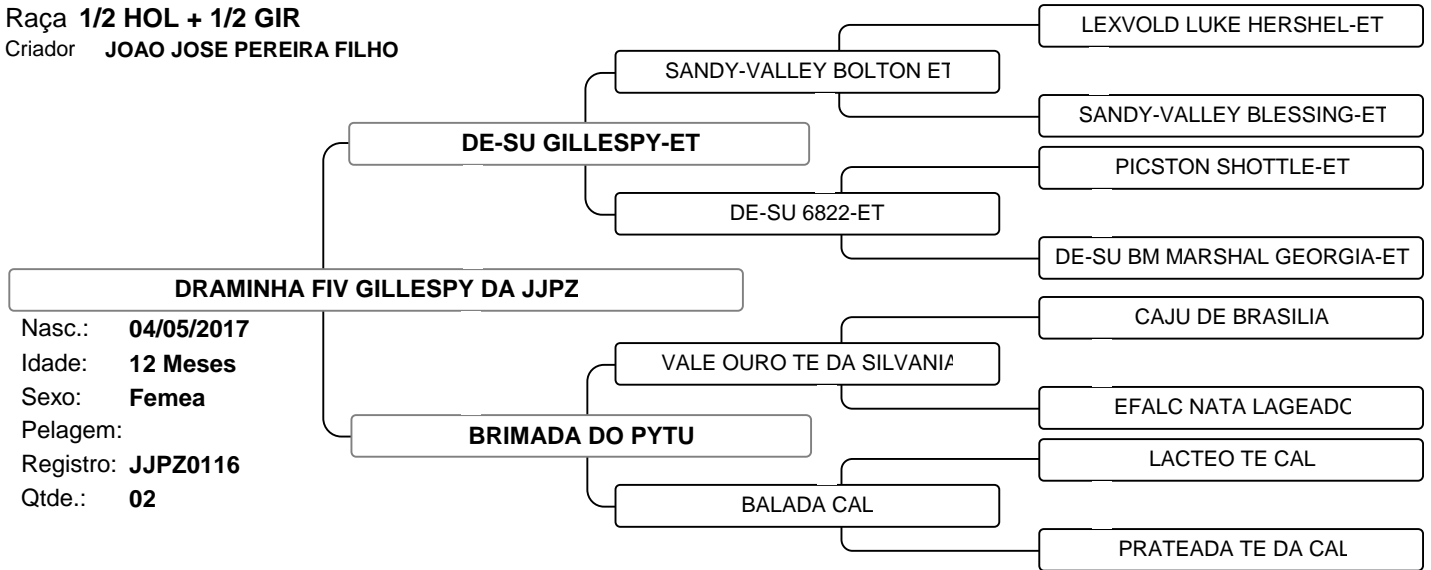 Raça 1/2 HOL + 1/2 GIR
Criador JOAO JOSE PEREIRA FILHO
LEXVOLD LUKE HERSHEL-ET
SANDY-VALLEY BOLTON ET
SANDY-VALLEY BLESSING-ET
DE-SU GILLESPY-ET
PICSTON SHOTTLE-ET
DE-SU 6822-ET
DE-SU BM MARSHAL GEORGIA-ET
DRAMINHA FIV GILLESPY DA JJPZ
Nasc.: 04/05/2017
Idade: 12 Meses
Sexo: Femea
Pelagem:
Registro: JJPZ0116
Qtde.: 02
CAJU DE BRASILIA
VALE OURO TE DA SILVANIA
EFALC NATA LAGEADO
BRIMADA DO PYTU
LACTEO TE CAL
BALADA CAL
PRATEADA TE DA CAL